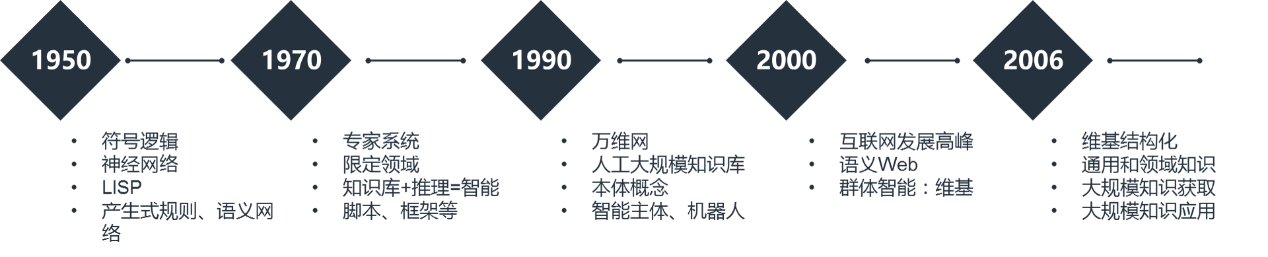 1950
1970
1990
2000
2006
• 符号逻辑
• 神经网络
• LISP
• 产生式规则、语义网
络
• 专家系统
• 限定领域
• 知识库+推理=智能
• 脚本、框架等
• 万维网
• 人工大规模知识库
• 本体概念
• 智能主体、机器人
• 互联网发展高峰
• 语义Web
• 群体智能：维基
• 维基结构化
• 通用和领域知识
• 大规模知识获取
• 大规模知识应用